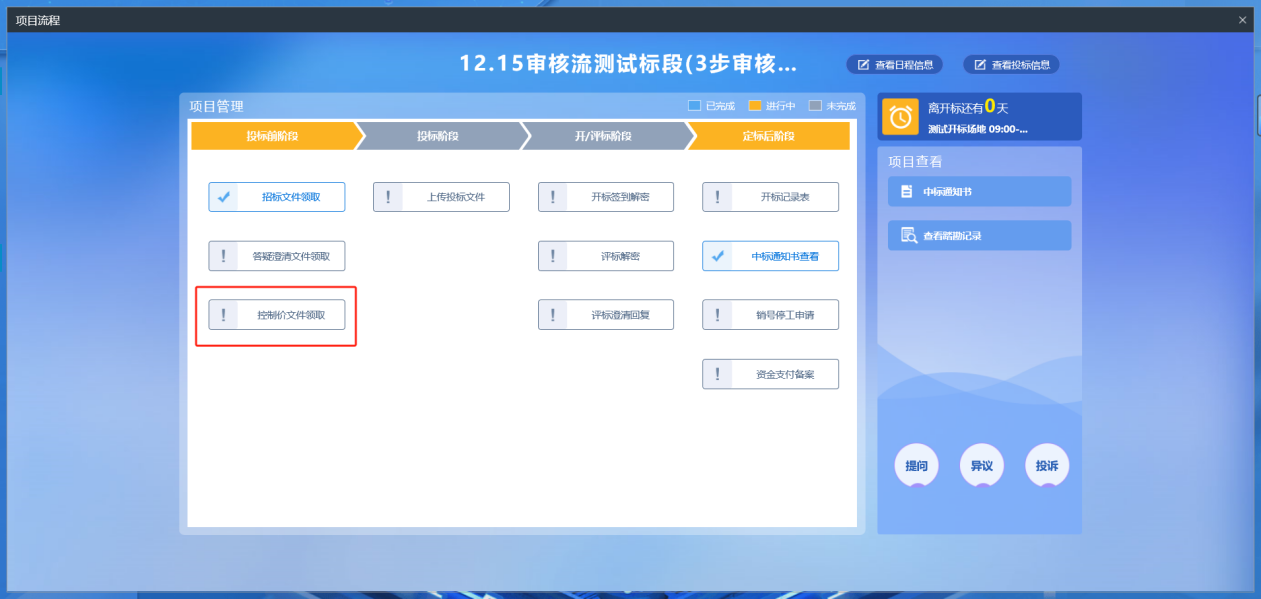 项目流程
12.15审核流测试标段(3步审核...
查看日程信息
查看投标信息
项目管理
已完成
进行中
未完成
投标前阶段
投标阶段
开/评标阶段
定标后阶段
招标文件领取
上传投标文件
开标签到解密
开标记录表
答疑澄清文件领取
评标解密
中标通知书查看
控制价文件领取
评标澄清回复
销号停工申请
资金支付备案
离开标还有0天
测试开标场地 09:00-...
项目查看
中标通知书
查看踏勘记录
提问
异议
投诉